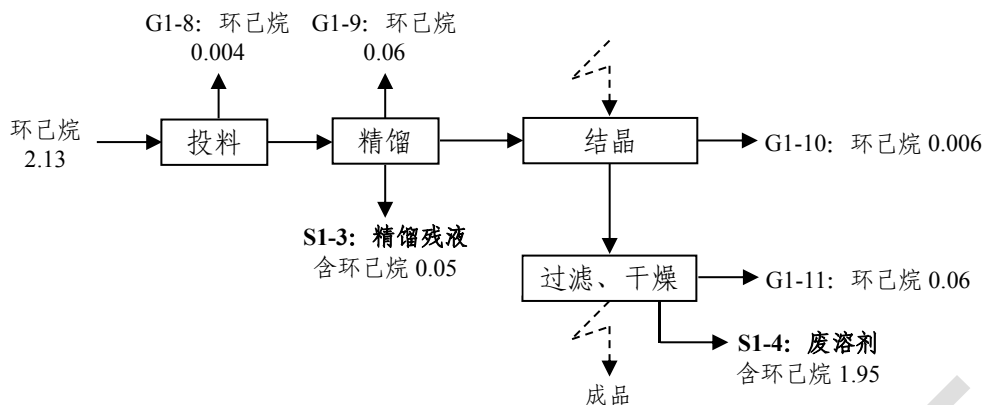 G1-8：环己烷
0.004
G1-9：环己烷
0.06
环己烷
2.13
投料
精馏
结晶
G1-10：环己烷 0.006
S1-3：精馏残液
含环己烷 0.05
过滤、干燥
G1-11：环己烷 0.06
S1-4：废溶剂
含环己烷 1.95
成品